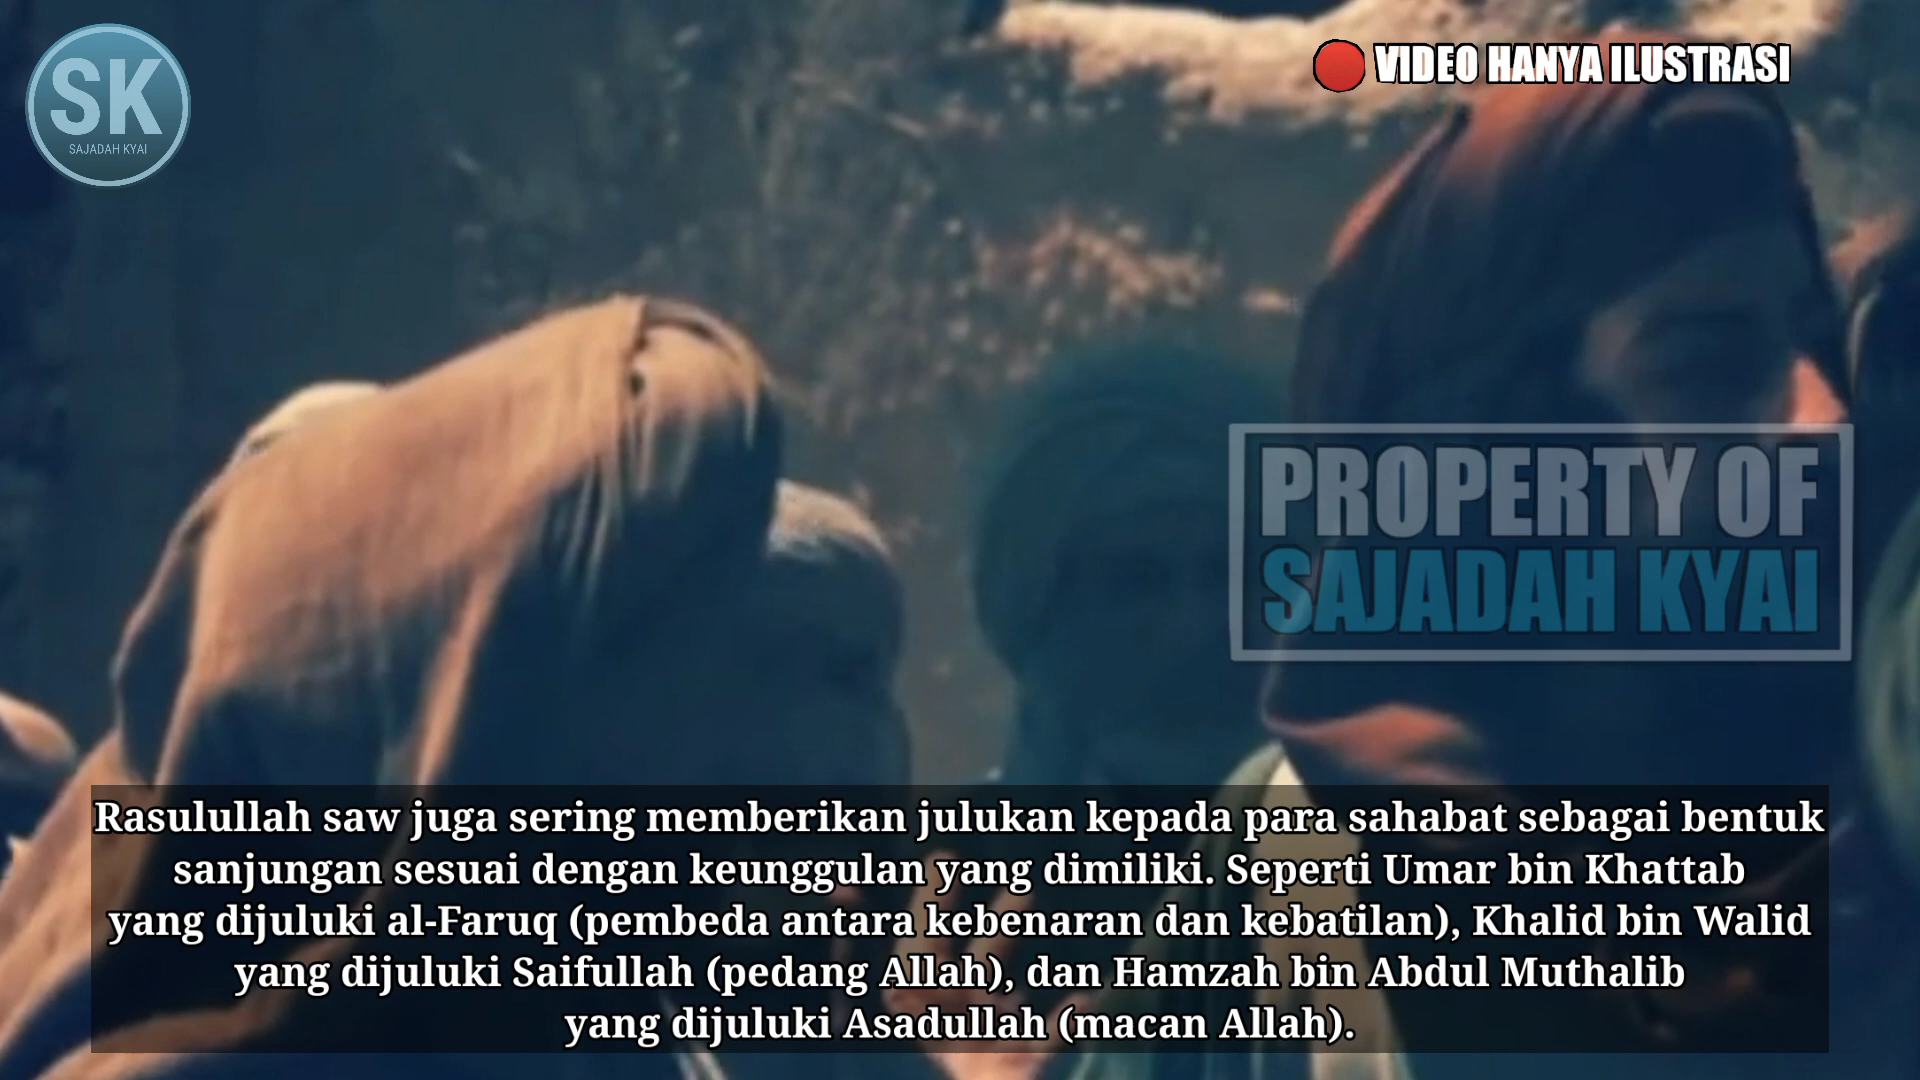 SK
SAJADAH KYAI
VIDEO HANYA ILUSTRASI
PROPERTY OF
SAJADAH KYAI
Rasulullah saw juga sering memberikan julukan kepada para sahabat sebagai bentuk
sanjungan sesuai dengan keunggulan yang dimiliki. Seperti Umar bin Khattab
yang dijuluki al-Faruq (pembeda antara kebenaran dan kebatilan), Khalid bin Walid
yang dijuluki Saifullah (pedang Allah), dan Hamzah bin Abdul Muthalib
yang dijuluki Asadullah (macan Allah).